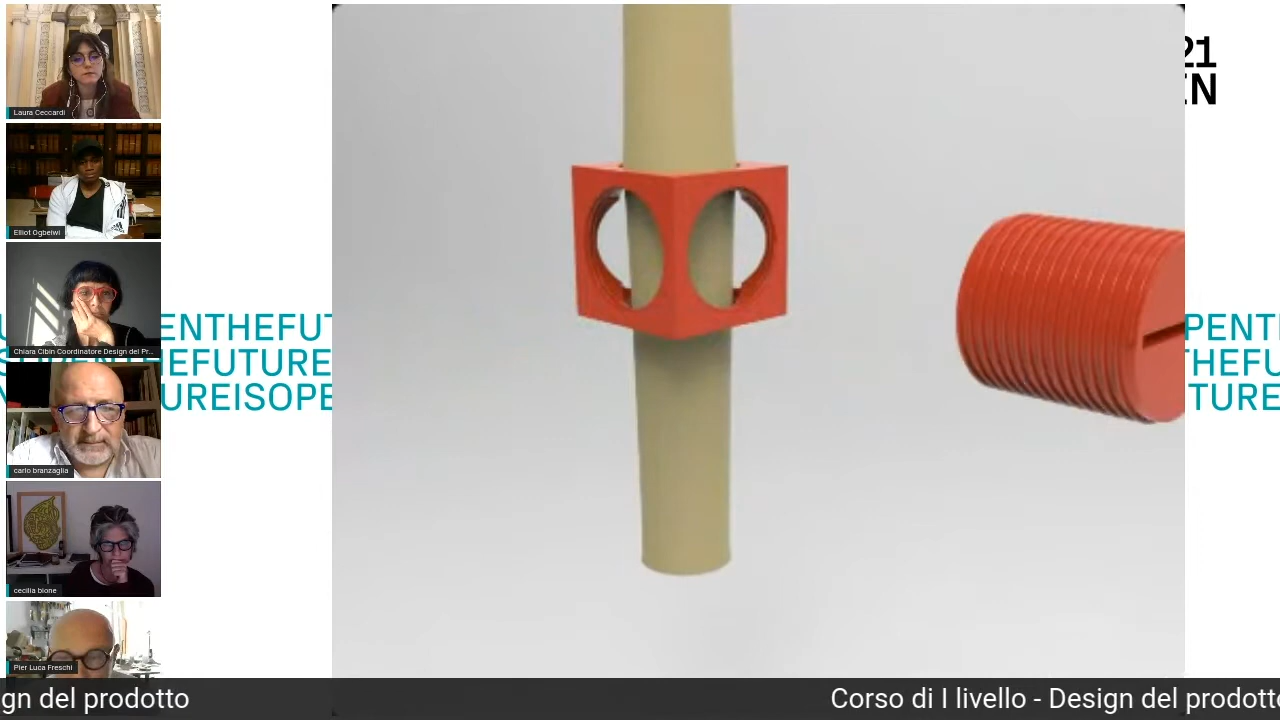 Laura Ceccardi
Elliot Ogbeiwi
Chiara Cibin Coordinatore Design del Pr...
carlo branzaglia
cecilia bione
Pier Luca Freschi
21
IN
ENTHEFUT
HEFUTURE
UREISOPE
PENT
THEFU
TURE
gn del prodotto
Corso di I livello - Design del prodotto